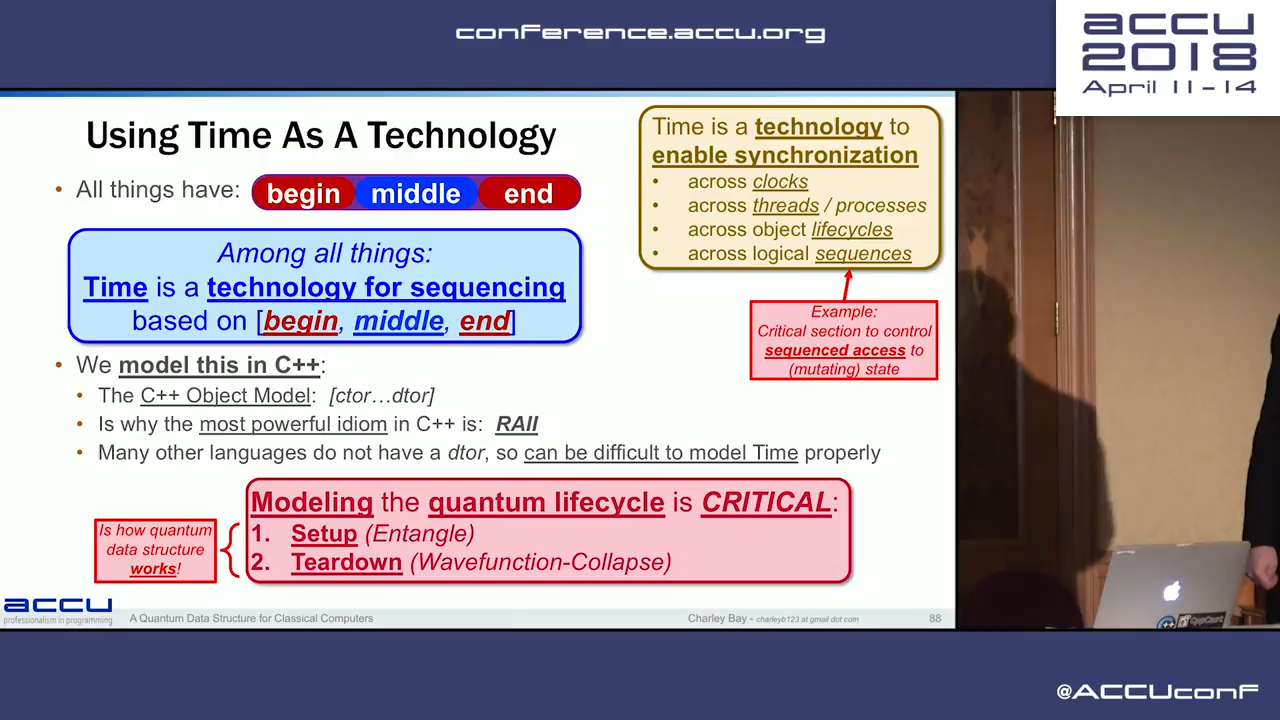 conference.accu.org
accu
2018
April 11-14
Using Time As A Technology
• All things have: begin middle end
Among all things:
Time is a technology for sequencing
based on [begin, middle, end]
Time is a technology to
enable synchronization
• across clocks
• across threads / processes
• across object lifecycles
• across logical sequences
Example:
Critical section to control
sequenced access to
(mutating) state
• We model this in C++:
• The C++ Object Model: [ctor…dtor]
• Is why the most powerful idiom in C++ is: RAII
• Many other languages do not have a dtor, so can be difficult to model Time properly
Modeling the quantum lifecycle is CRITICAL:
1. Setup (Entangle)
2. Teardown (Wavefunction-Collapse)
Is how quantum
data structure
works!
accu
professionalism in programming
A Quantum Data Structure for Classical Computers
Charley Bay - charleyb123 at gmail dot com
88
CppCast
@ACCUconf